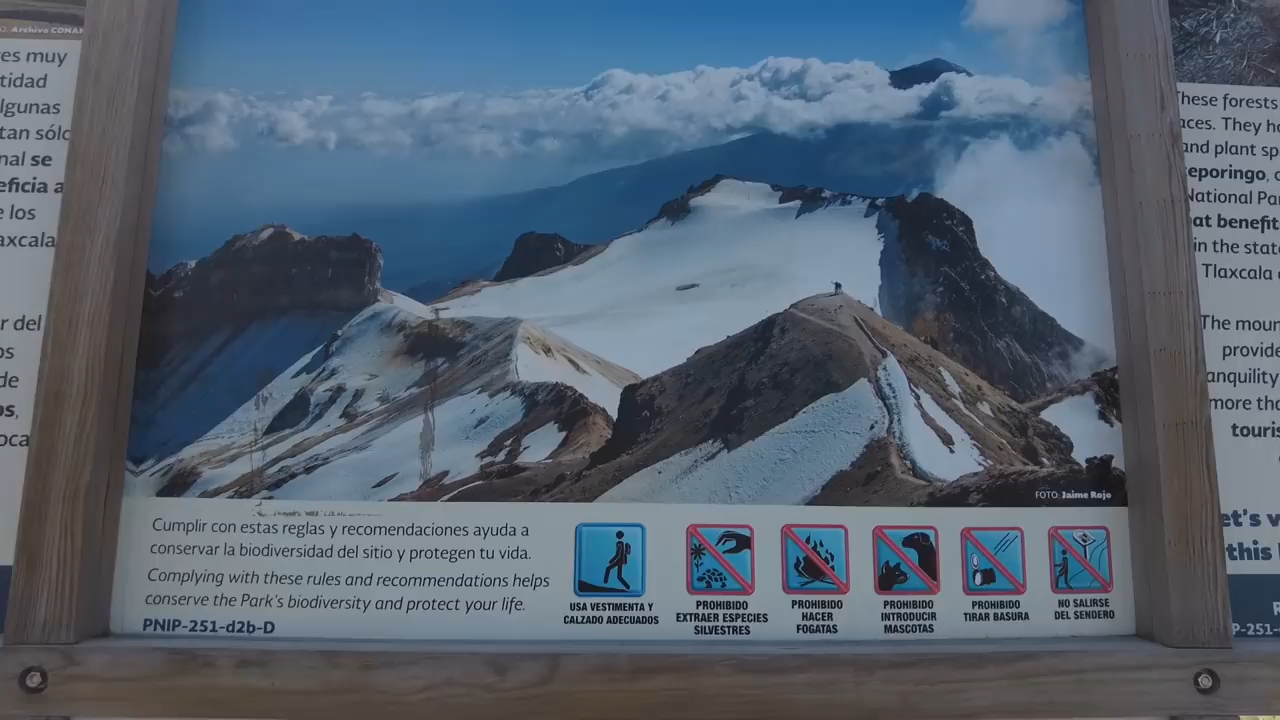 Archivo CONAN
es muy
tidad
lgunas
tan sólo
nal se
eficia a
e los
axcala
r del
os
de
os,
oca
FOTO: Jaime Rojo
Cumplir con estas reglas y recomendaciones ayuda a
conservar la biodiversidad del sitio y protegen tu vida.
Complying with these rules and recommendations helps
conserve the Park's biodiversity and protect your life.
PNIP-251-d2b-D
USA VESTIMENTA Y
CALZADO ADECUADOS
PROHIBIDO
EXTRAER ESPECIES
SILVESTRES
PROHIBIDO
HACER
FOGATAS
PROHIBIDO
INTRODUCIR
MASCOTAS
PROHIBIDO
TIRAR BASURA
NO SALIRSE
DEL SENDERO
These forests
aces. They ho
and plant sp
eporingo,
National Par
at benefit
in the state
Tlaxcala
The moun
provide
anquility
more tha
touris
et's v
this
P-251-